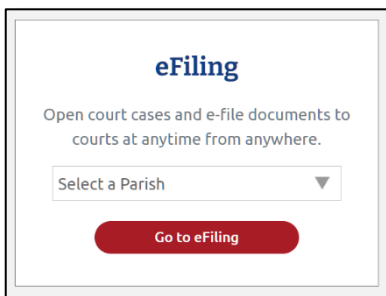 eFiling
Open court cases and e-file documents to
courts at anytime from anywhere.
Select a Parish
Go to eFiling